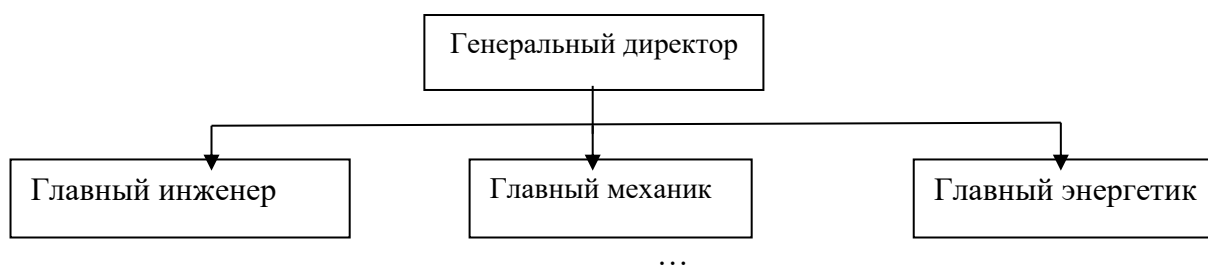 Генеральный директор
Главный инженер
Главный механик
Главный энергетик
…